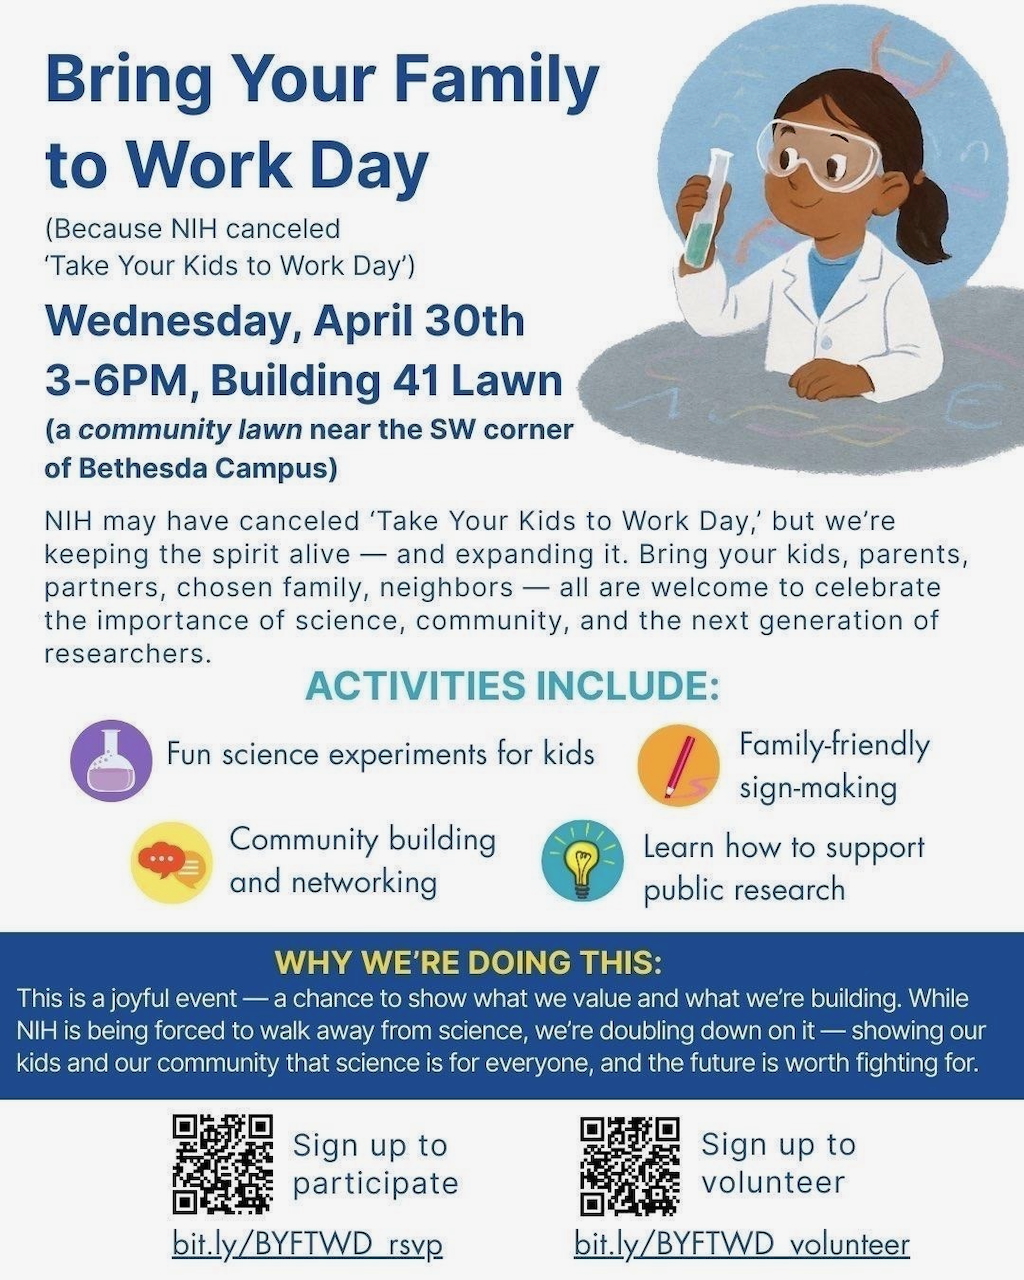 Bring Your Family
to Work Day
(Because NIH canceled
‘Take Your Kids to Work Day’)
Wednesday, April 30th
3-6PM, Building 41 Lawn
(a community lawn near the SW corner
of Bethesda Campus)
NIH may have canceled ‘Take Your Kids to Work Day,’ but we’re
keeping the spirit alive — and expanding it. Bring your kids, parents,
partners, chosen family, neighbors — all are welcome to celebrate
the importance of science, community, and the next generation of
researchers.
ACTIVITIES INCLUDE:
Fun science experiments for kids
Family-friendly
sign-making
Community building
and networking
Learn how to support
public research
WHY WE’RE DOING THIS:
This is a joyful event — a chance to show what we value and what we’re building. While
NIH is being forced to walk away from science, we’re doubling down on it — showing our
kids and our community that science is for everyone, and the future is worth fighting for.
Sign up to
participate
bit.ly/BYFTWD_rsvp
Sign up to
volunteer
bit.ly/BYFTWD_volunteer